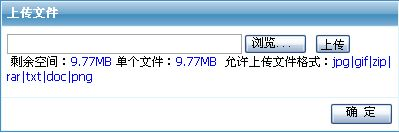 上传文件
浏览... 上传
剩余空间：9.77MB 单个文件：9.77MB 允许上传文件格式：jpg|gif|zip|
rar|txt|doc|png
确 定